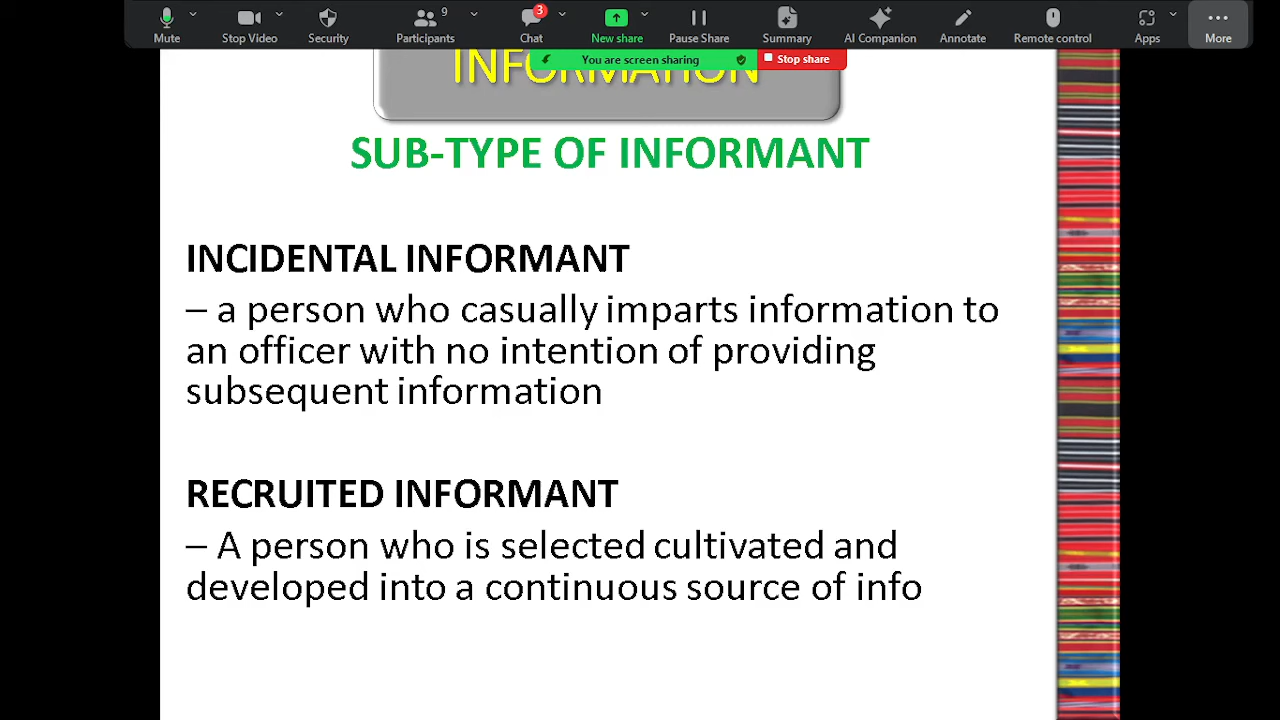 9
3
Mute
Stop Video
Security
Participants
Chat
New share
Pause Share
Summary
AI Companion
Annotate
Remote control
Apps
More
You are screen sharing
Stop share
INFORMATION
SUB-TYPE OF INFORMANT
INCIDENTAL INFORMANT
– a person who casually imparts information to
an officer with no intention of providing
subsequent information
RECRUITED INFORMANT
– A person who is selected cultivated and
developed into a continuous source of info